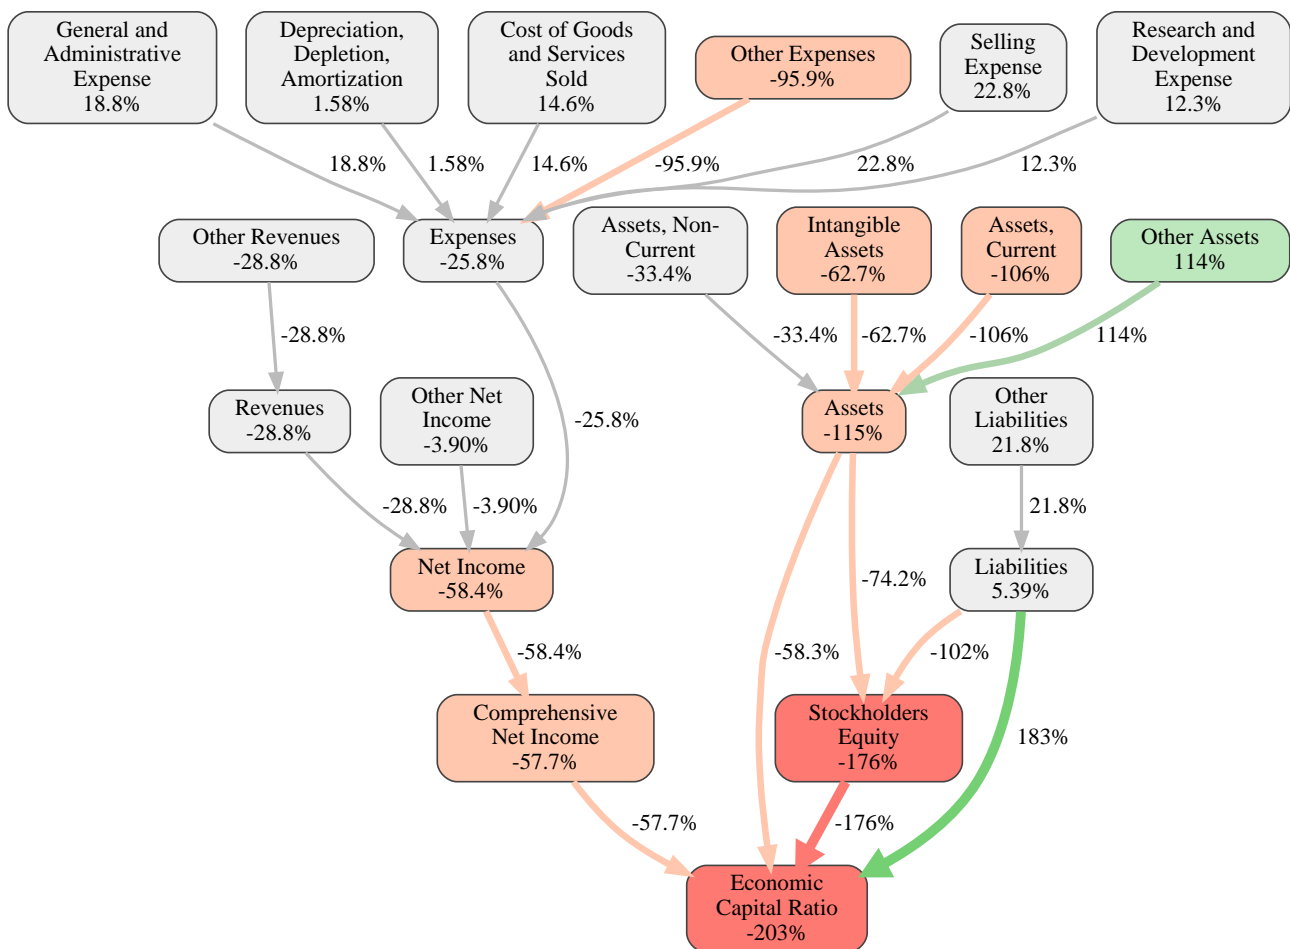 General and
Administrative
Expense
18.8%
Depreciation,
Depletion,
Amortization
1.58%
Cost of Goods
and Services
Sold
14.6%
Other Expenses
-95.9%
Selling
Expense
22.8%
Research and
Development
Expense
12.3%
18.8%
1.58%
14.6%
-95.9%
22.8%
12.3%
Other Revenues
-28.8%
Expenses
-25.8%
Assets, Non-
Current
-33.4%
Intangible
Assets
-62.7%
Assets,
Current
-106%
Other Assets
114%
-28.8%
-33.4%
-62.7%
-106%
114%
Revenues
-28.8%
Other Net
Income
-3.90%
-25.8%
Assets
-115%
Other
Liabilities
21.8%
-28.8%
-3.90%
21.8%
Net Income
-58.4%
-74.2%
Liabilities
5.39%
-58.4%
-58.3%
-102%
Comprehensive
Net Income
-57.7%
Stockholders
Equity
-176%
183%
-57.7%
-176%
Economic
Capital Ratio
-203%